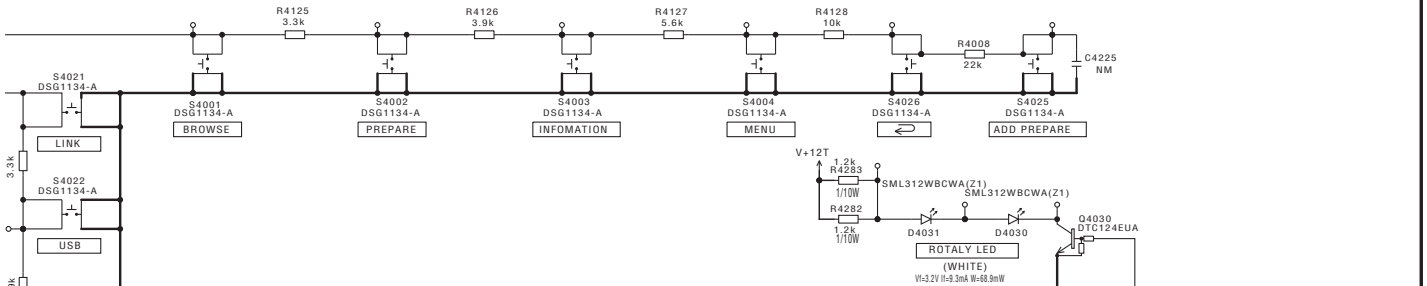 R4125
3.3k
R4126
3.9k
R4127
5.6k
R4128
10k
R4008
22k
C4225
NM
S4021
DSG1134-A
LINK
S4001
DSG1134-A
BROWSE
S4002
DSG1134-A
PREPARE
S4003
DSG1134-A
INFOMATION
S4004
DSG1134-A
MENU
S4026
DSG1134-A
S4025
DSG1134-A
ADD PREPARE
3.3k
S4022
DSG1134-A
USB
V+12T
1.2k
R4283
1/10W
SML312WBCWA(Z1)
SML312WBCWA(Z1)
R4282
1.2k
1/10W
D4031
D4030
Q4030
DTC124EUA
ROTALY LED
(WHITE)
Vf=3.2V If=9.3mA W=68.9mW